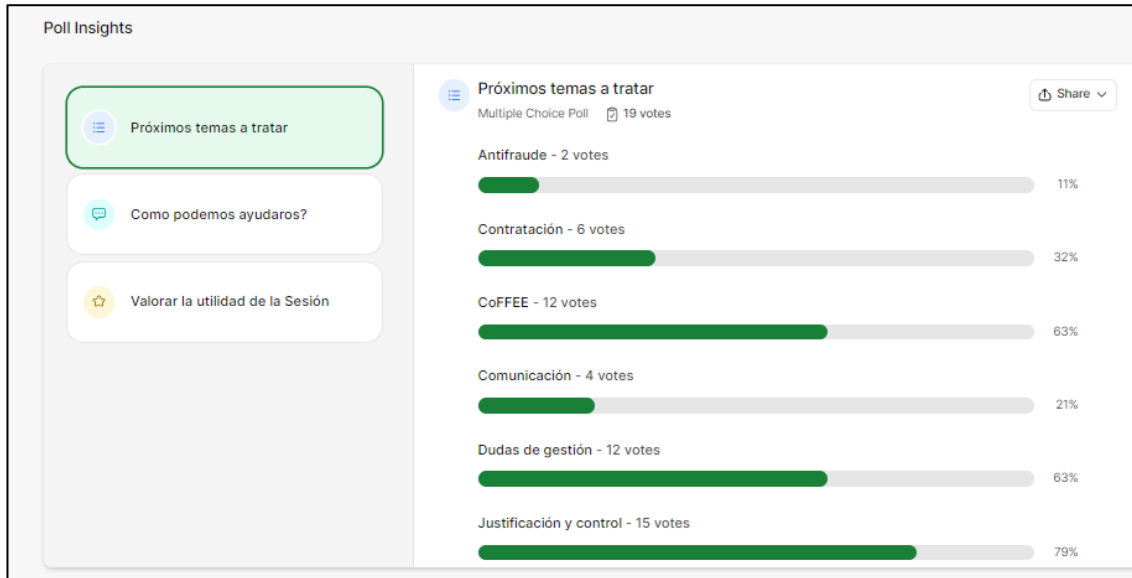 Poll Insights
Próximos temas a tratar
Como podemos ayudaros?
Valorar la utilidad de la Sesión
Próximos temas a tratar
Share
Multiple Choice Poll 19 votes
Antifraude - 2 votes
11%
Contratación - 6 votes
32%
CoFFEE - 12 votes
63%
Comunicación - 4 votes
21%
Dudas de gestión - 12 votes
63%
Justificación y control - 15 votes
79%